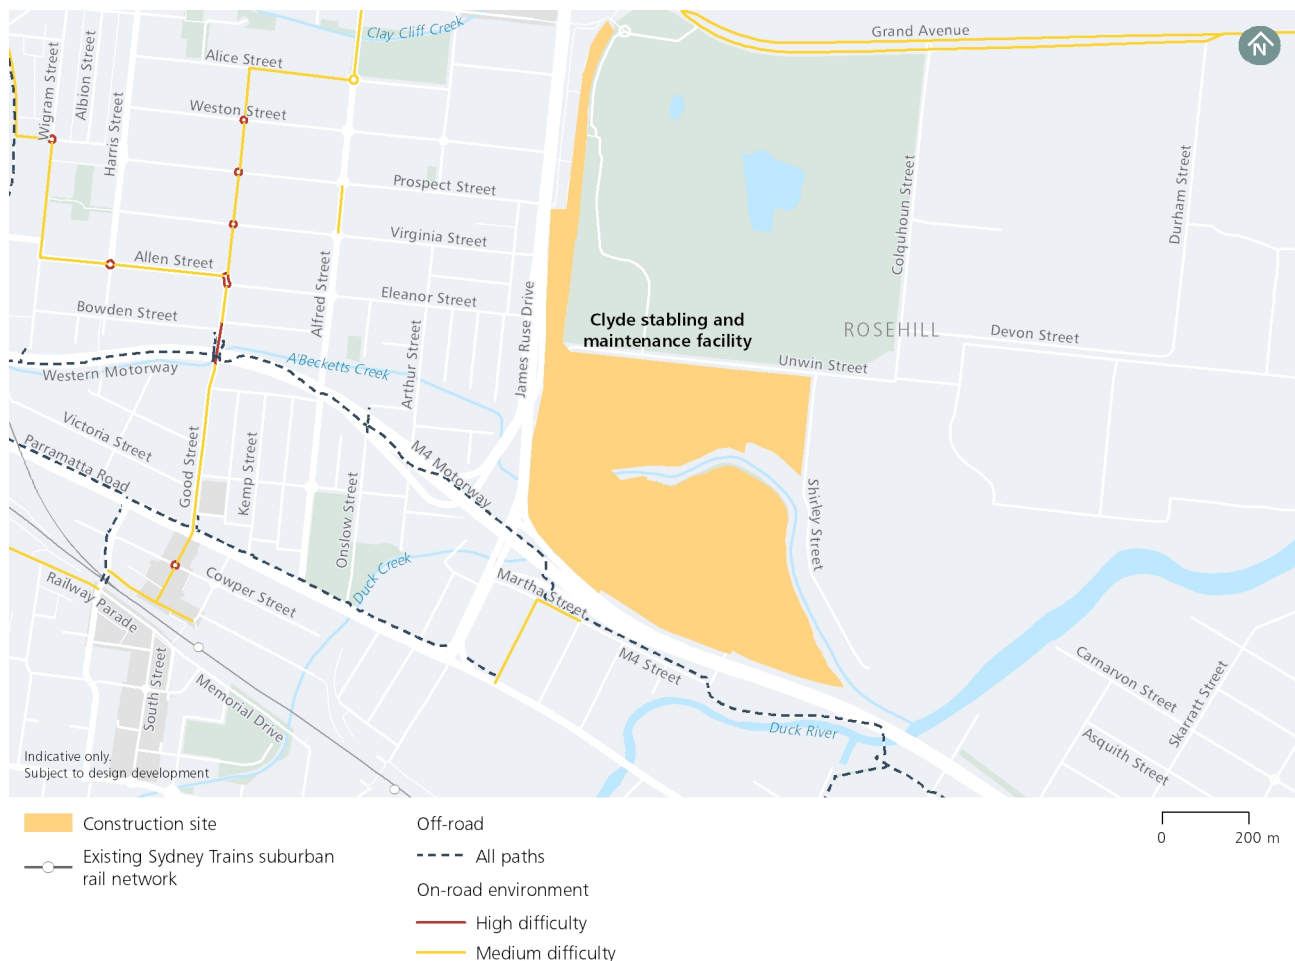 Clay Cliff Creek
Grand Avenue
N
Alice Street
Wigram Street
Albion Street
Harris Street
Weston Street
Prospect Street
Virginia Street
Allen Street
Alfred Street
Eleanor Street
Bowden Street
James Ruse Drive
Colquhoun Street
Durham Street
Clyde stabling and
maintenance facility
ROSEHILL
Devon Street
Unwin Street
Western Motorway
A'Becketts Creek
Arthur Street
Victoria Street
Parramatta Road
Good Street
Kemp Street
M4 Motorway
Onslow Street
Shirley Street
Duck Creek
Railway Parade
Cowper Street
Martha Street
M4 Street
South Street
Memorial Drive
Duck River
Carnarvon Street
Skarratt Street
Asquith Street
Indicative only.
Subject to design development
Construction site
Existing Sydney Trains suburban
rail network
Off-road
All paths
On-road environment
High difficulty
Medium difficulty
0 200 m